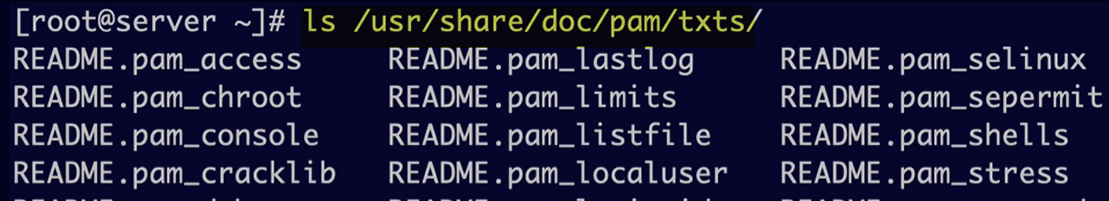 [root@server ~]# ls /usr/share/doc/pam/txts/
README.pam_access README.pam_lastlog README.pam_selinux
README.pam_chroot README.pam_limits README.pam_sepermit
README.pam_console README.pam_listfile README.pam_shells
README.pam_cracklib README.pam_localuser README.pam_stress